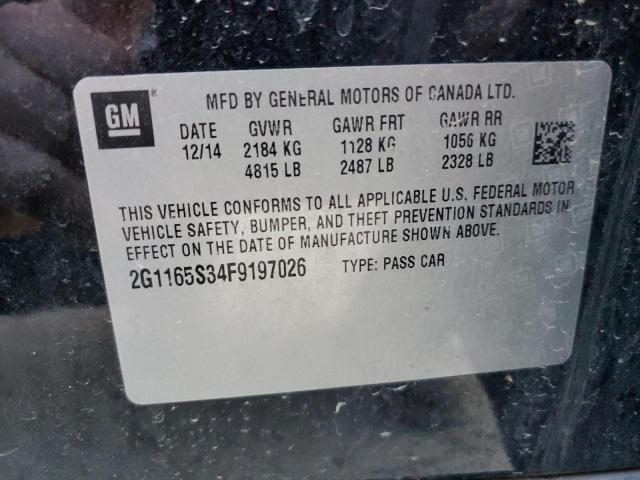 GM ® MFD BY GENERAL MOTORS OF CANADA LTD.
DATE GVWR GAWR FRT GAWR RR
12/14 2184 KG 1128 KG 1056 KG
4815 LB 2487 LB 2328 LB
THIS VEHICLE CONFORMS TO ALL APPLICABLE U.S. FEDERAL MOTOR
VEHICLE SAFETY, BUMPER, AND THEFT PREVENTION STANDARDS IN
EFFECT ON THE DATE OF MANUFACTURE SHOWN ABOVE.
2G1165S34F9197026 TYPE: PASS CAR